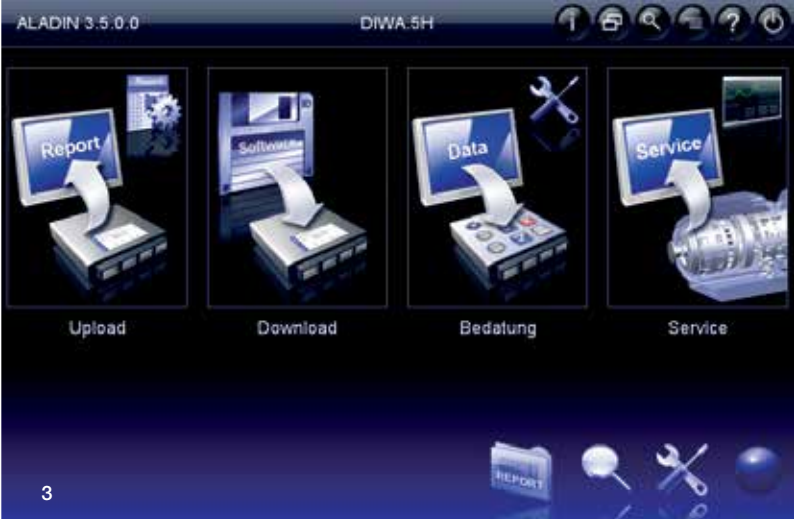 ALADIN 3.5.0.0 DIWA.5H i ?
Report Software Data Service
Upload Download Bedatung Service
REPORT
3